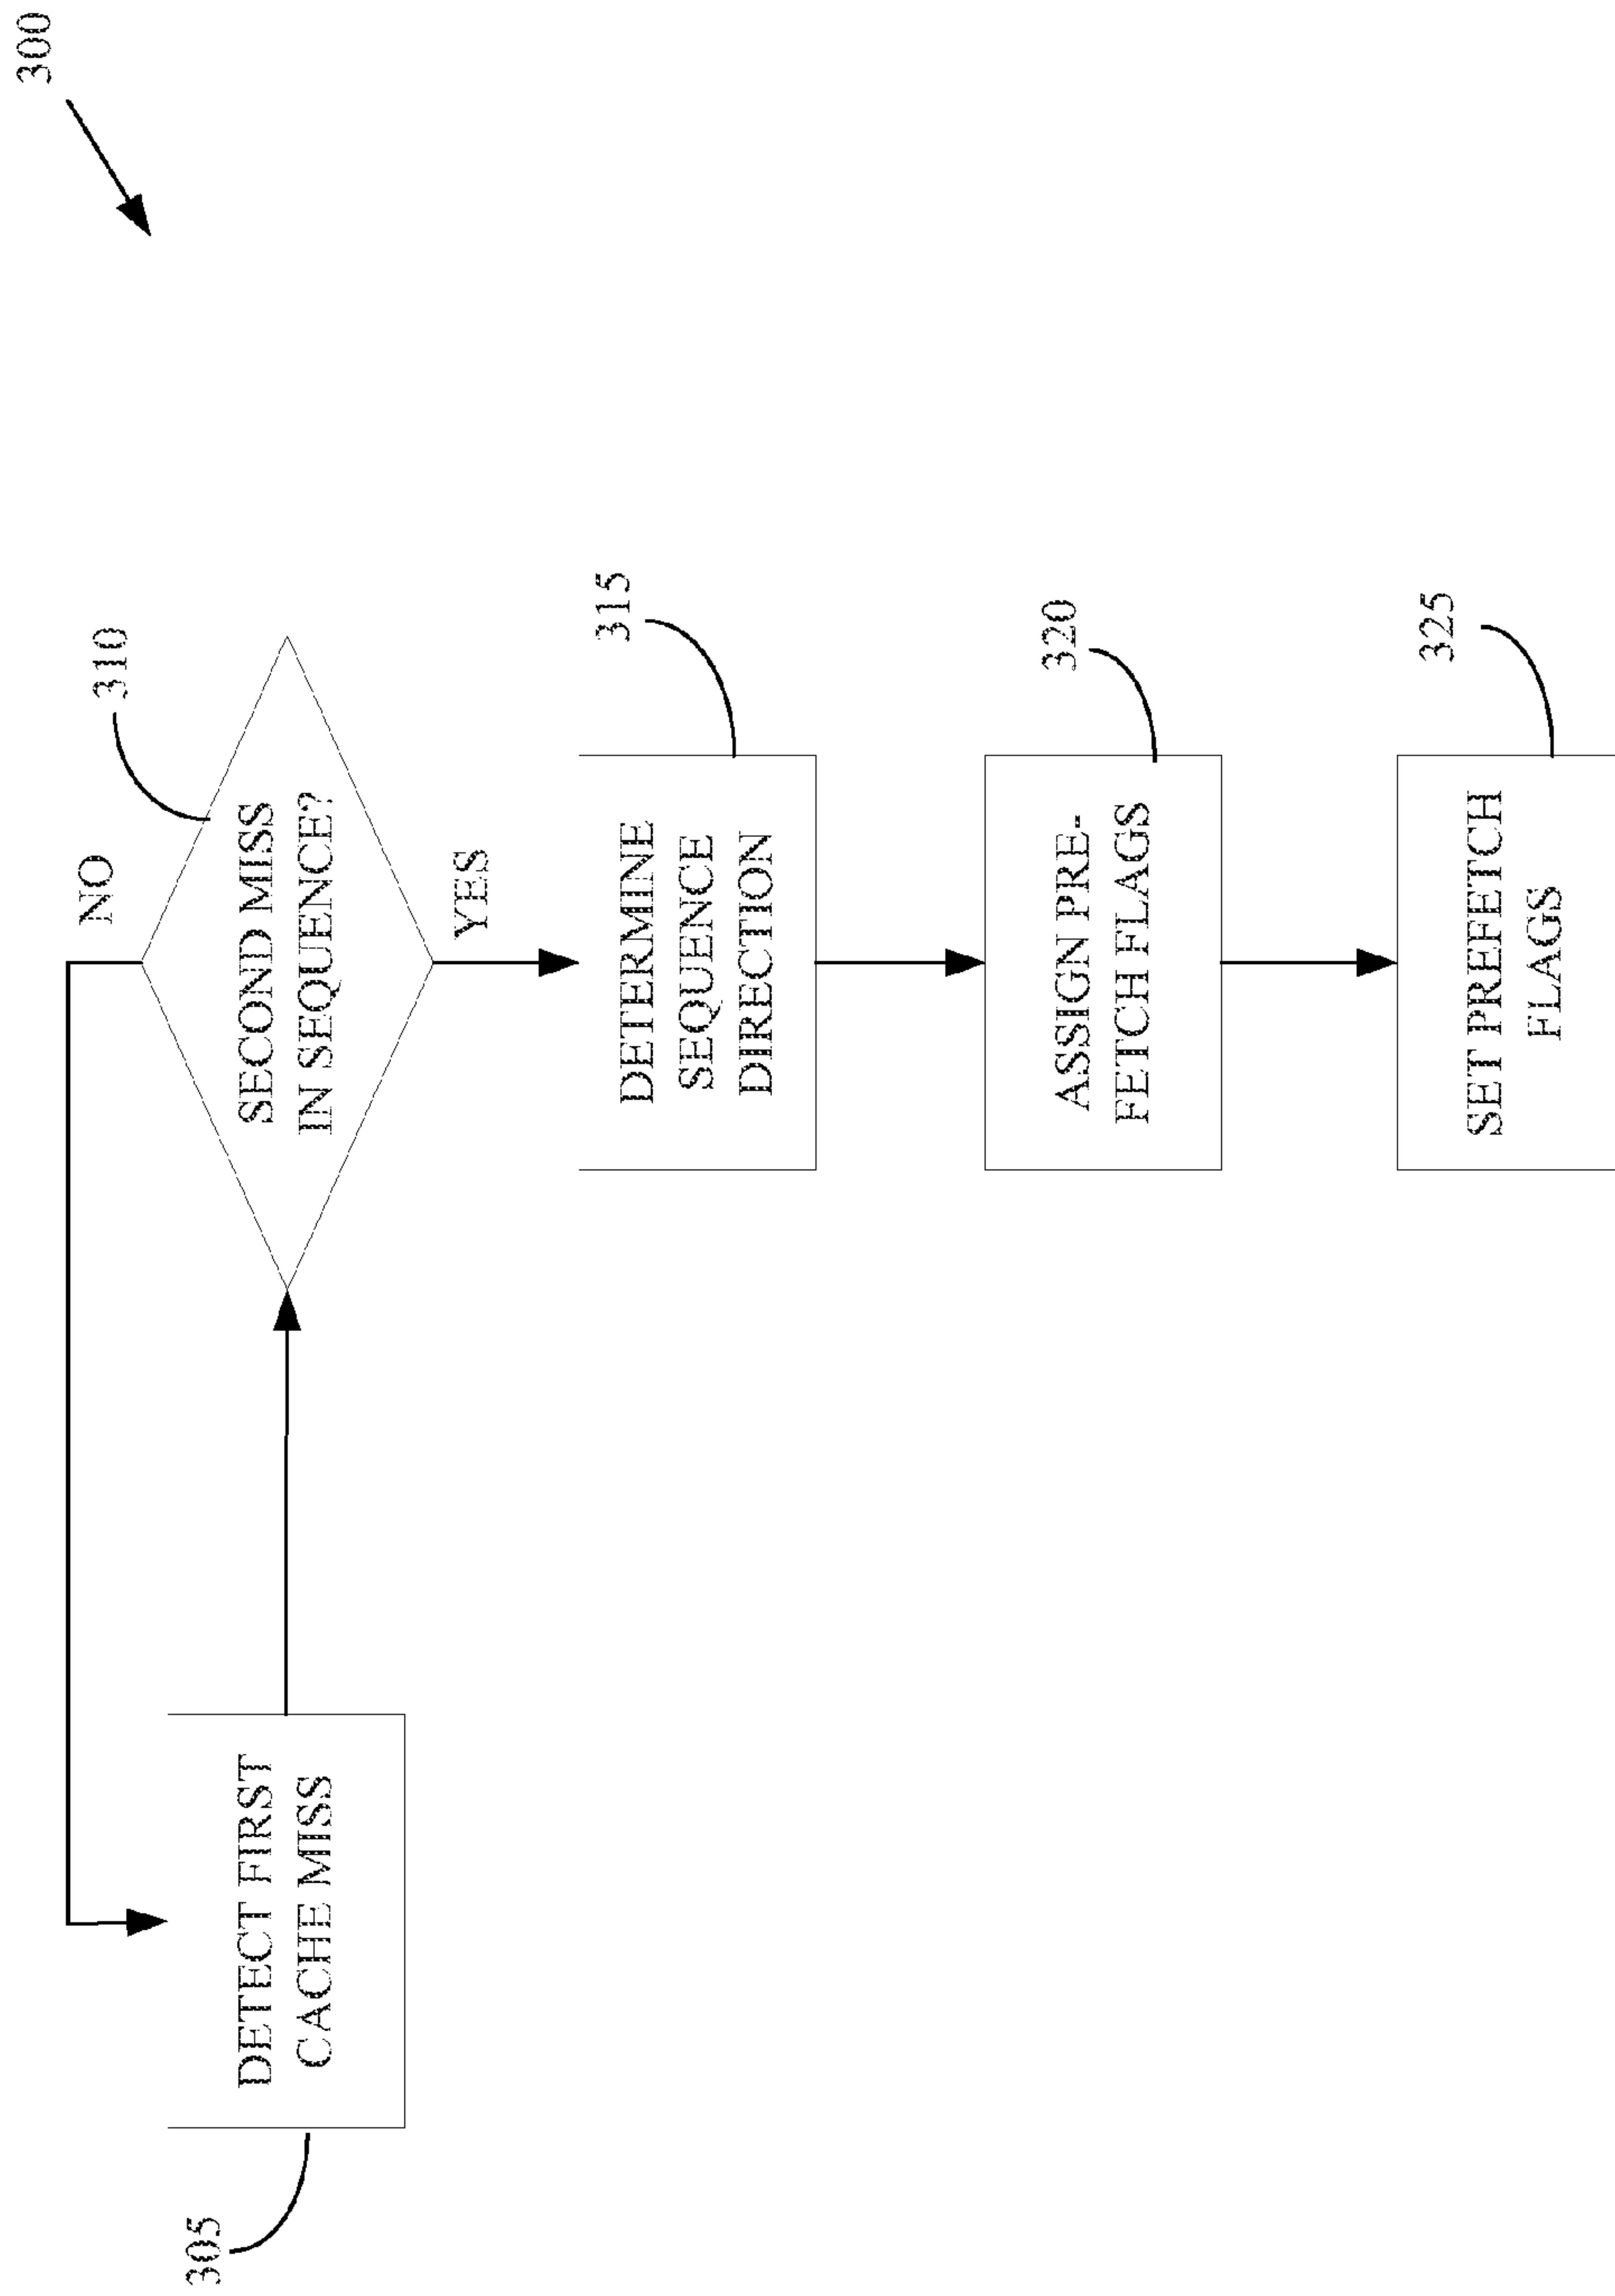 300
NO
310
SECOND MISS
IN SEQUENCE?
YES
DETECT FIRST
CACHE MISS
305
315
DETERMINE
SEQUENCE
DIRECTION
320
ASSIGN PRE-
FETCH FLAGS
325
SET PREFETCH
FLAGS